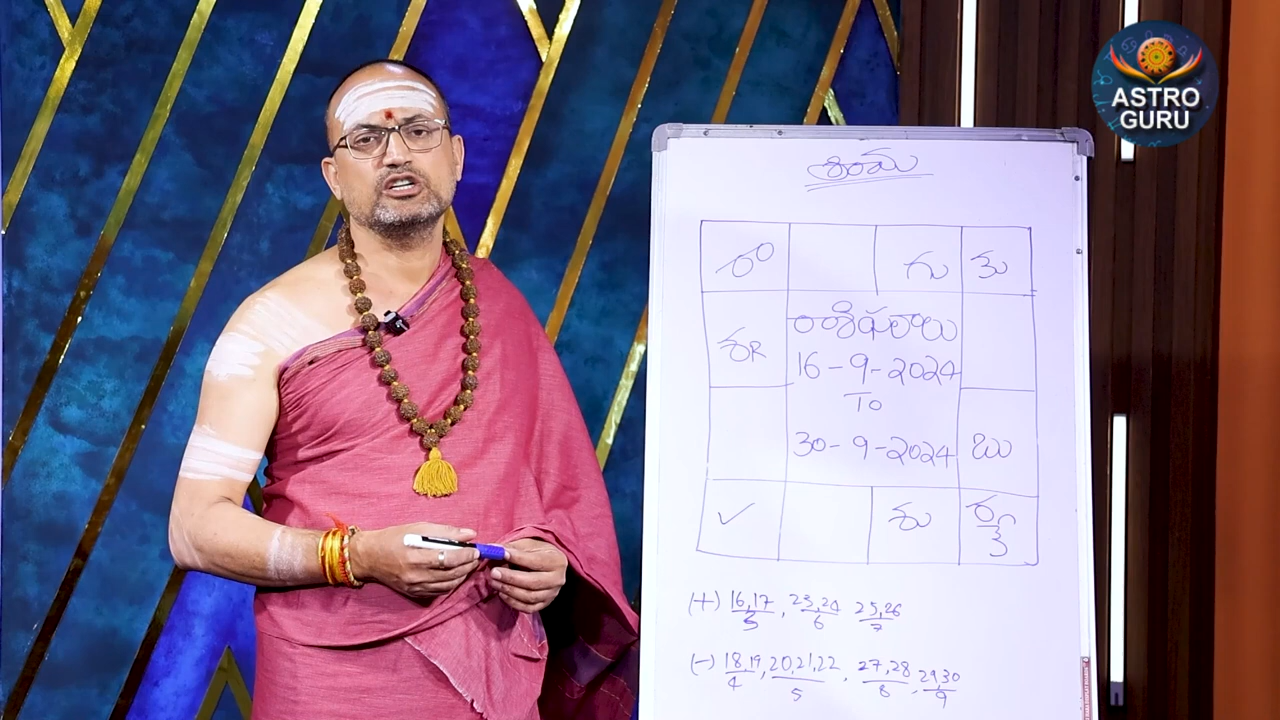 ASTRO
GURU
శ్రీరామ
రా గు కు
రాశిఫలాలు
శR 16-9-2024
To
30-9-2024 బు
✓ శు ర
కే
(+) 16,17, 23,24 25,26
3 6 7
(-) 18,19, 20,21,22, 27,28, 29,30
4 5 8 9